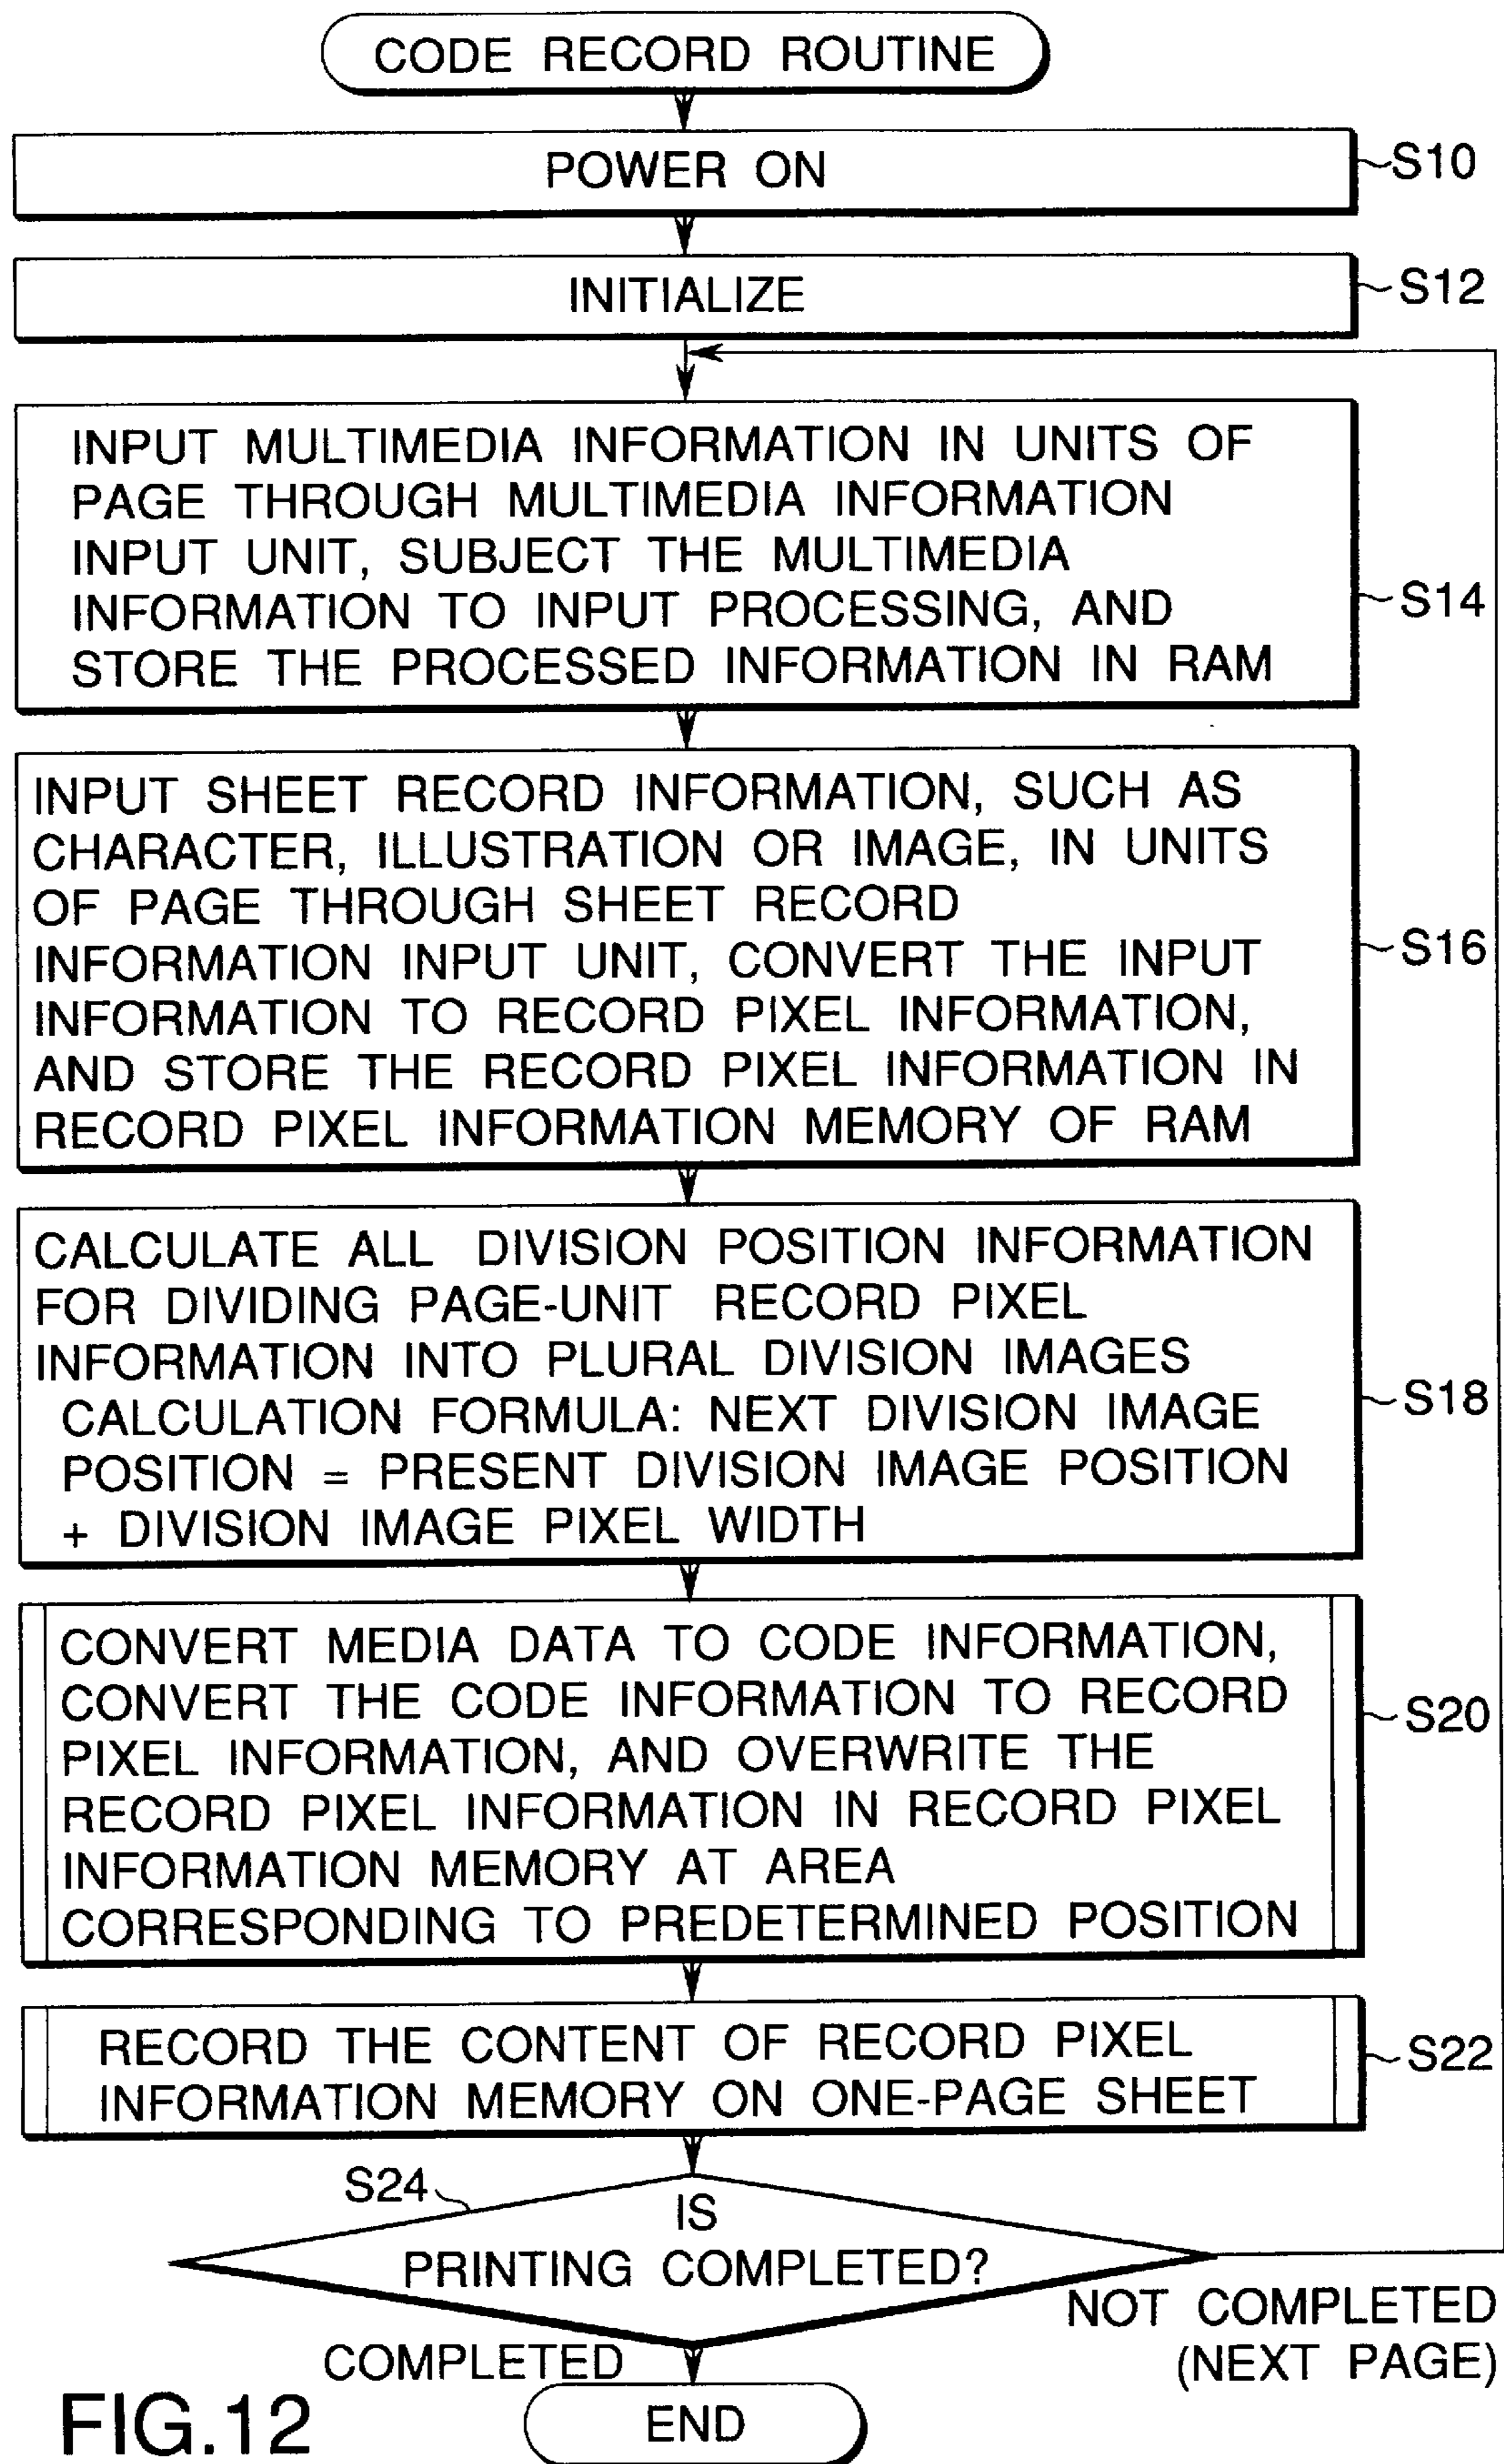 CODE RECORD ROUTINE
POWER ON
S10
INITIALIZE
S12
INPUT MULTIMEDIA INFORMATION IN UNITS OF
PAGE THROUGH MULTIMEDIA INFORMATION
INPUT UNIT, SUBJECT THE MULTIMEDIA
INFORMATION TO INPUT PROCESSING, AND
STORE THE PROCESSED INFORMATION IN RAM
S14
INPUT SHEET RECORD INFORMATION, SUCH AS
CHARACTER, ILLUSTRATION OR IMAGE, IN UNITS
OF PAGE THROUGH SHEET RECORD
INFORMATION INPUT UNIT, CONVERT THE INPUT
INFORMATION TO RECORD PIXEL INFORMATION,
AND STORE THE RECORD PIXEL INFORMATION IN
RECORD PIXEL INFORMATION MEMORY OF RAM
S16
CALCULATE ALL DIVISION POSITION INFORMATION
FOR DIVIDING PAGE-UNIT RECORD PIXEL
INFORMATION INTO PLURAL DIVISION IMAGES
CALCULATION FORMULA: NEXT DIVISION IMAGE
POSITION = PRESENT DIVISION IMAGE POSITION
+ DIVISION IMAGE PIXEL WIDTH
S18
CONVERT MEDIA DATA TO CODE INFORMATION,
CONVERT THE CODE INFORMATION TO RECORD
PIXEL INFORMATION, AND OVERWRITE THE
RECORD PIXEL INFORMATION IN RECORD PIXEL
INFORMATION MEMORY AT AREA
CORRESPONDING TO PREDETERMINED POSITION
S20
RECORD THE CONTENT OF RECORD PIXEL
INFORMATION MEMORY ON ONE-PAGE SHEET
S22
S24
IS
PRINTING COMPLETED?
NOT COMPLETED
(NEXT PAGE)
COMPLETED
END
FIG.12